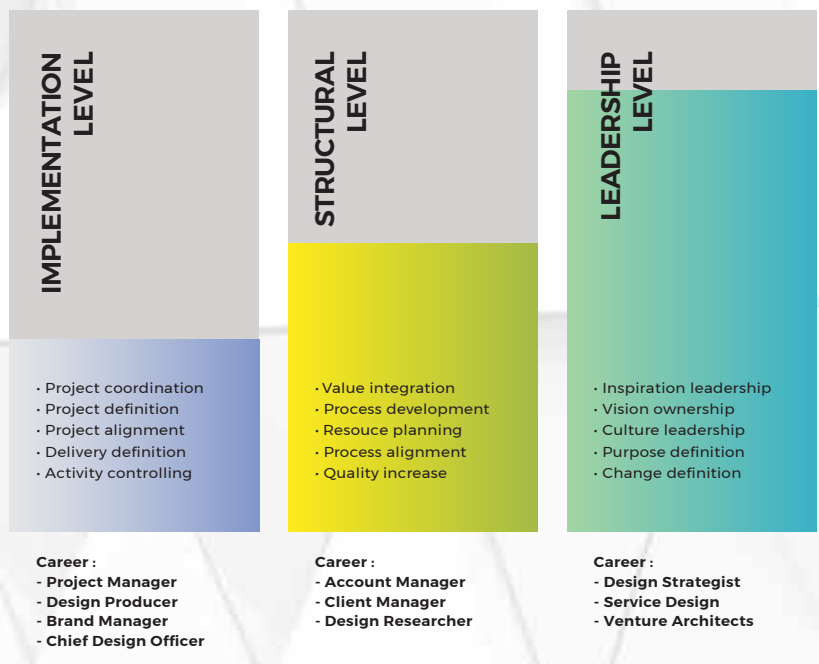 IMPLEMENTATION
LEVEL
• Project coordination
• Project definition
• Project alignment
• Delivery definition
• Activity controlling
Career :
- Project Manager
- Design Producer
- Brand Manager
- Chief Design Officer
STRUCTURAL
LEVEL
• Value integration
• Process development
• Resouce planning
• Process alignment
• Quality increase
Career :
- Account Manager
- Client Manager
- Design Researcher
LEADERSHIP
LEVEL
• Inspiration leadership
• Vision ownership
• Culture leadership
• Purpose definition
• Change definition
Career :
- Design Strategist
- Service Design
- Venture Architects